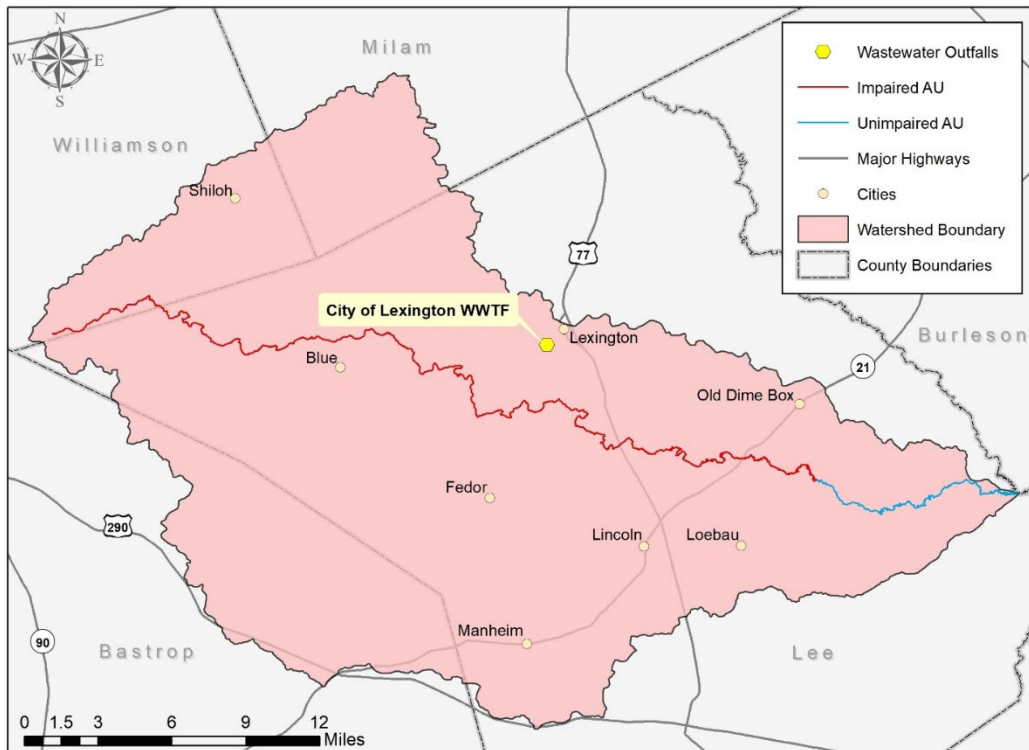 N
W
E
S
Milam
Williamson
Shiloh
77
City of Lexington WWTF
Lexington
Blue
Burleson
21
Old Dime Box
Fedor
290
Lincoln
Loebau
Manheim
90
Bastrop
Lee
0 1.5 3 6 9 12
Miles
Wastewater Outfalls
Impaired AU
Unimpaired AU
Major Highways
Cities
Watershed Boundary
County Boundaries